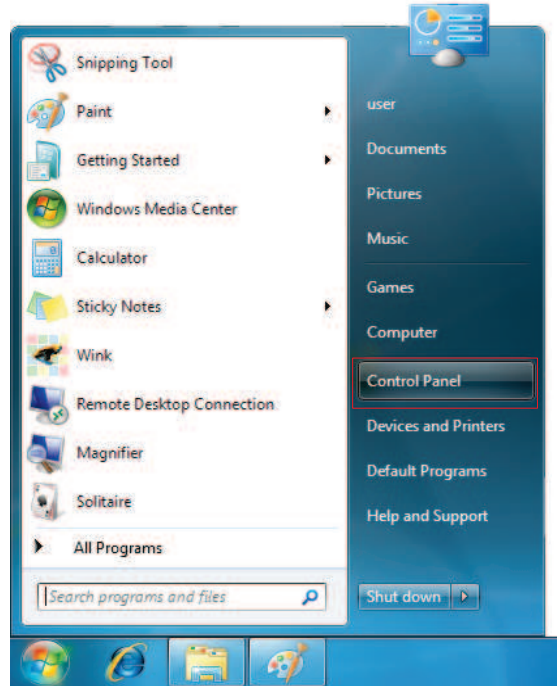 Snipping Tool
Paint
Getting Started
Windows Media Center
Calculator
Sticky Notes
Wink
Remote Desktop Connection
Magnifier
Solitaire
All Programs
Search programs and files
user
Documents
Pictures
Music
Games
Computer
Control Panel
Devices and Printers
Default Programs
Help and Support
Shut down